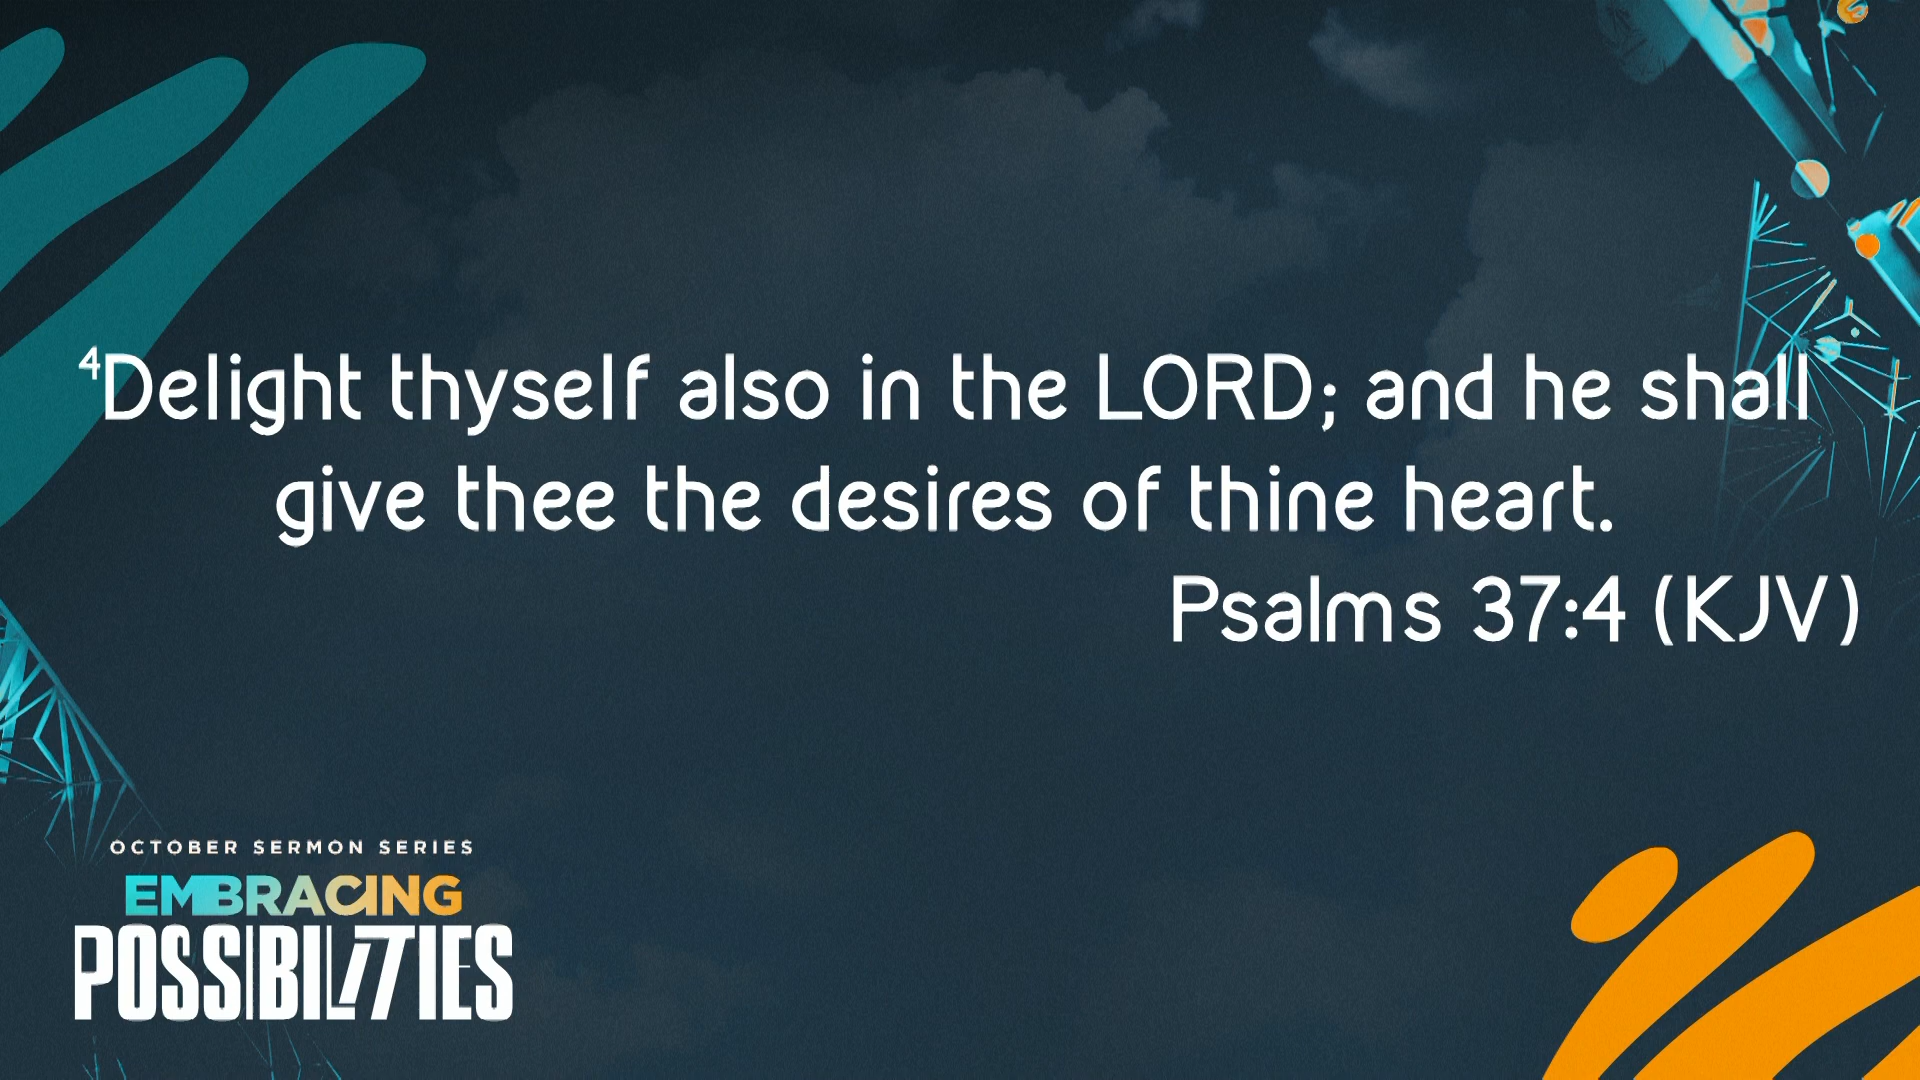 ⁴Delight thyself also in the LORD; and he shall
give thee the desires of thine heart.
Psalms 37:4 (KJV)
OCTOBER SERMON SERIES
EMBRACING
POSSIBILITIES